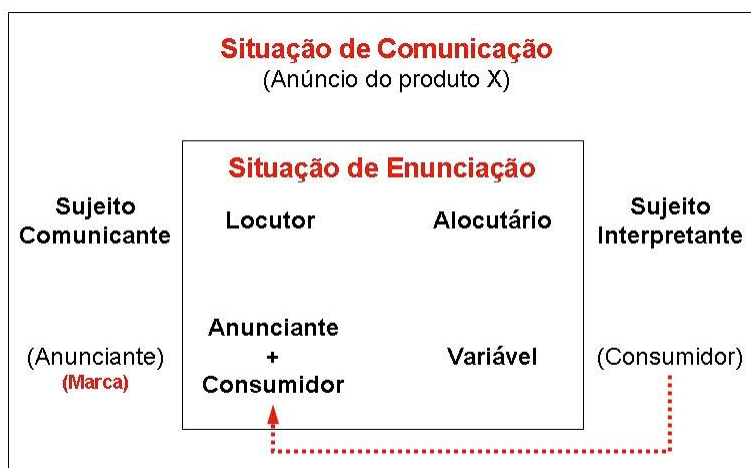 Situação de Comunicação
(Anúncio do produto X)
Situação de Enunciação
Sujeito
Comunicante
Locutor
Alocutário
Sujeito
Interpretante
(Anunciante)
(Marca)
Anunciante
+
Consumidor
Variável
(Consumidor)